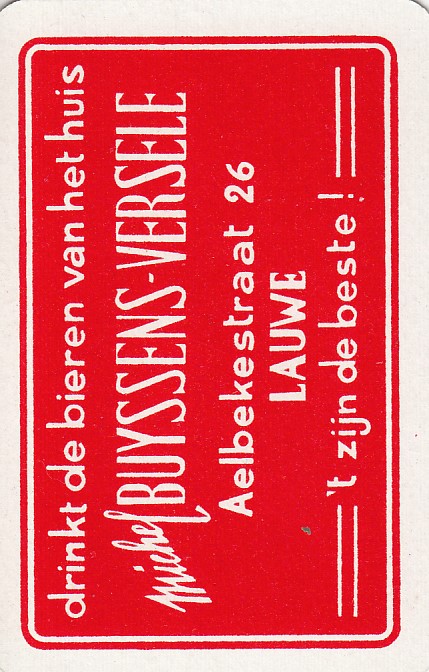 drinkt de bieren van het huis
Michel BUYSSENS-VERSELE
Aelbekestraat 26
LAUWE
't zijn de beste!